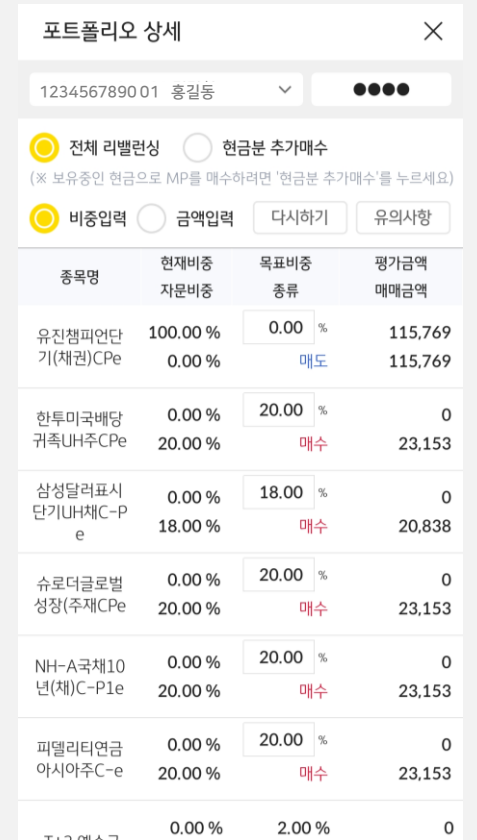 포트폴리오 상세
1234567890 01 홍길동
전체 리밸런싱 현금분 추가매수
(※ 보유중인 현금으로 MP를 매수하려면 '현금분 추가매수'를 누르세요)
비중입력 금액입력 다시하기 유의사항
종목명 현재비중 목표비중 평가금액
자문비중 종류 매매금액
유진챔피언단 100.00 % 0.00 % 115,769
기(채권)CPe 0.00 % 매도 115,769
한투미국배당 0.00 % 20.00 % 0
귀족UH주CPe 20.00 % 매수 23,153
삼성달러표시 0.00 % 18.00 % 0
단기UH채C-P 18.00 % 매수 20,838
e
슈로더글로벌 0.00 % 20.00 % 0
성장(주재CPe 20.00 % 매수 23,153
NH-A국채10 0.00 % 20.00 % 0
년(채)C-P1e 20.00 % 매수 23,153
피델리티연금 0.00 % 20.00 % 0
아시아주C-e 20.00 % 매수 23,153
0.00 % 2.00 % 0